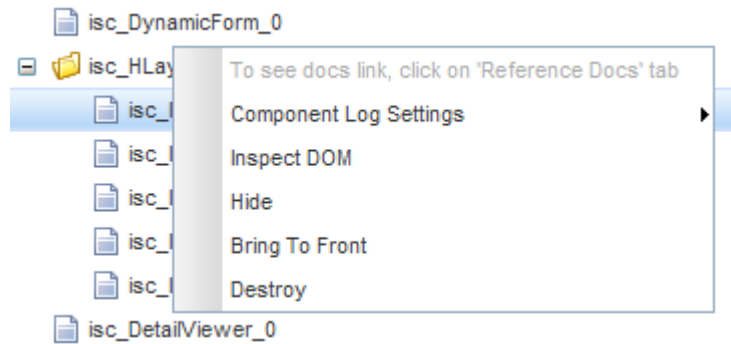 isc_DynamicForm_0
isc_HLay
To see docs link, click on 'Reference Docs' tab
isc_
Component Log Settings
isc_
Inspect DOM
isc_
Hide
isc_
Bring To Front
isc_
Destroy
isc_DetailViewer_0